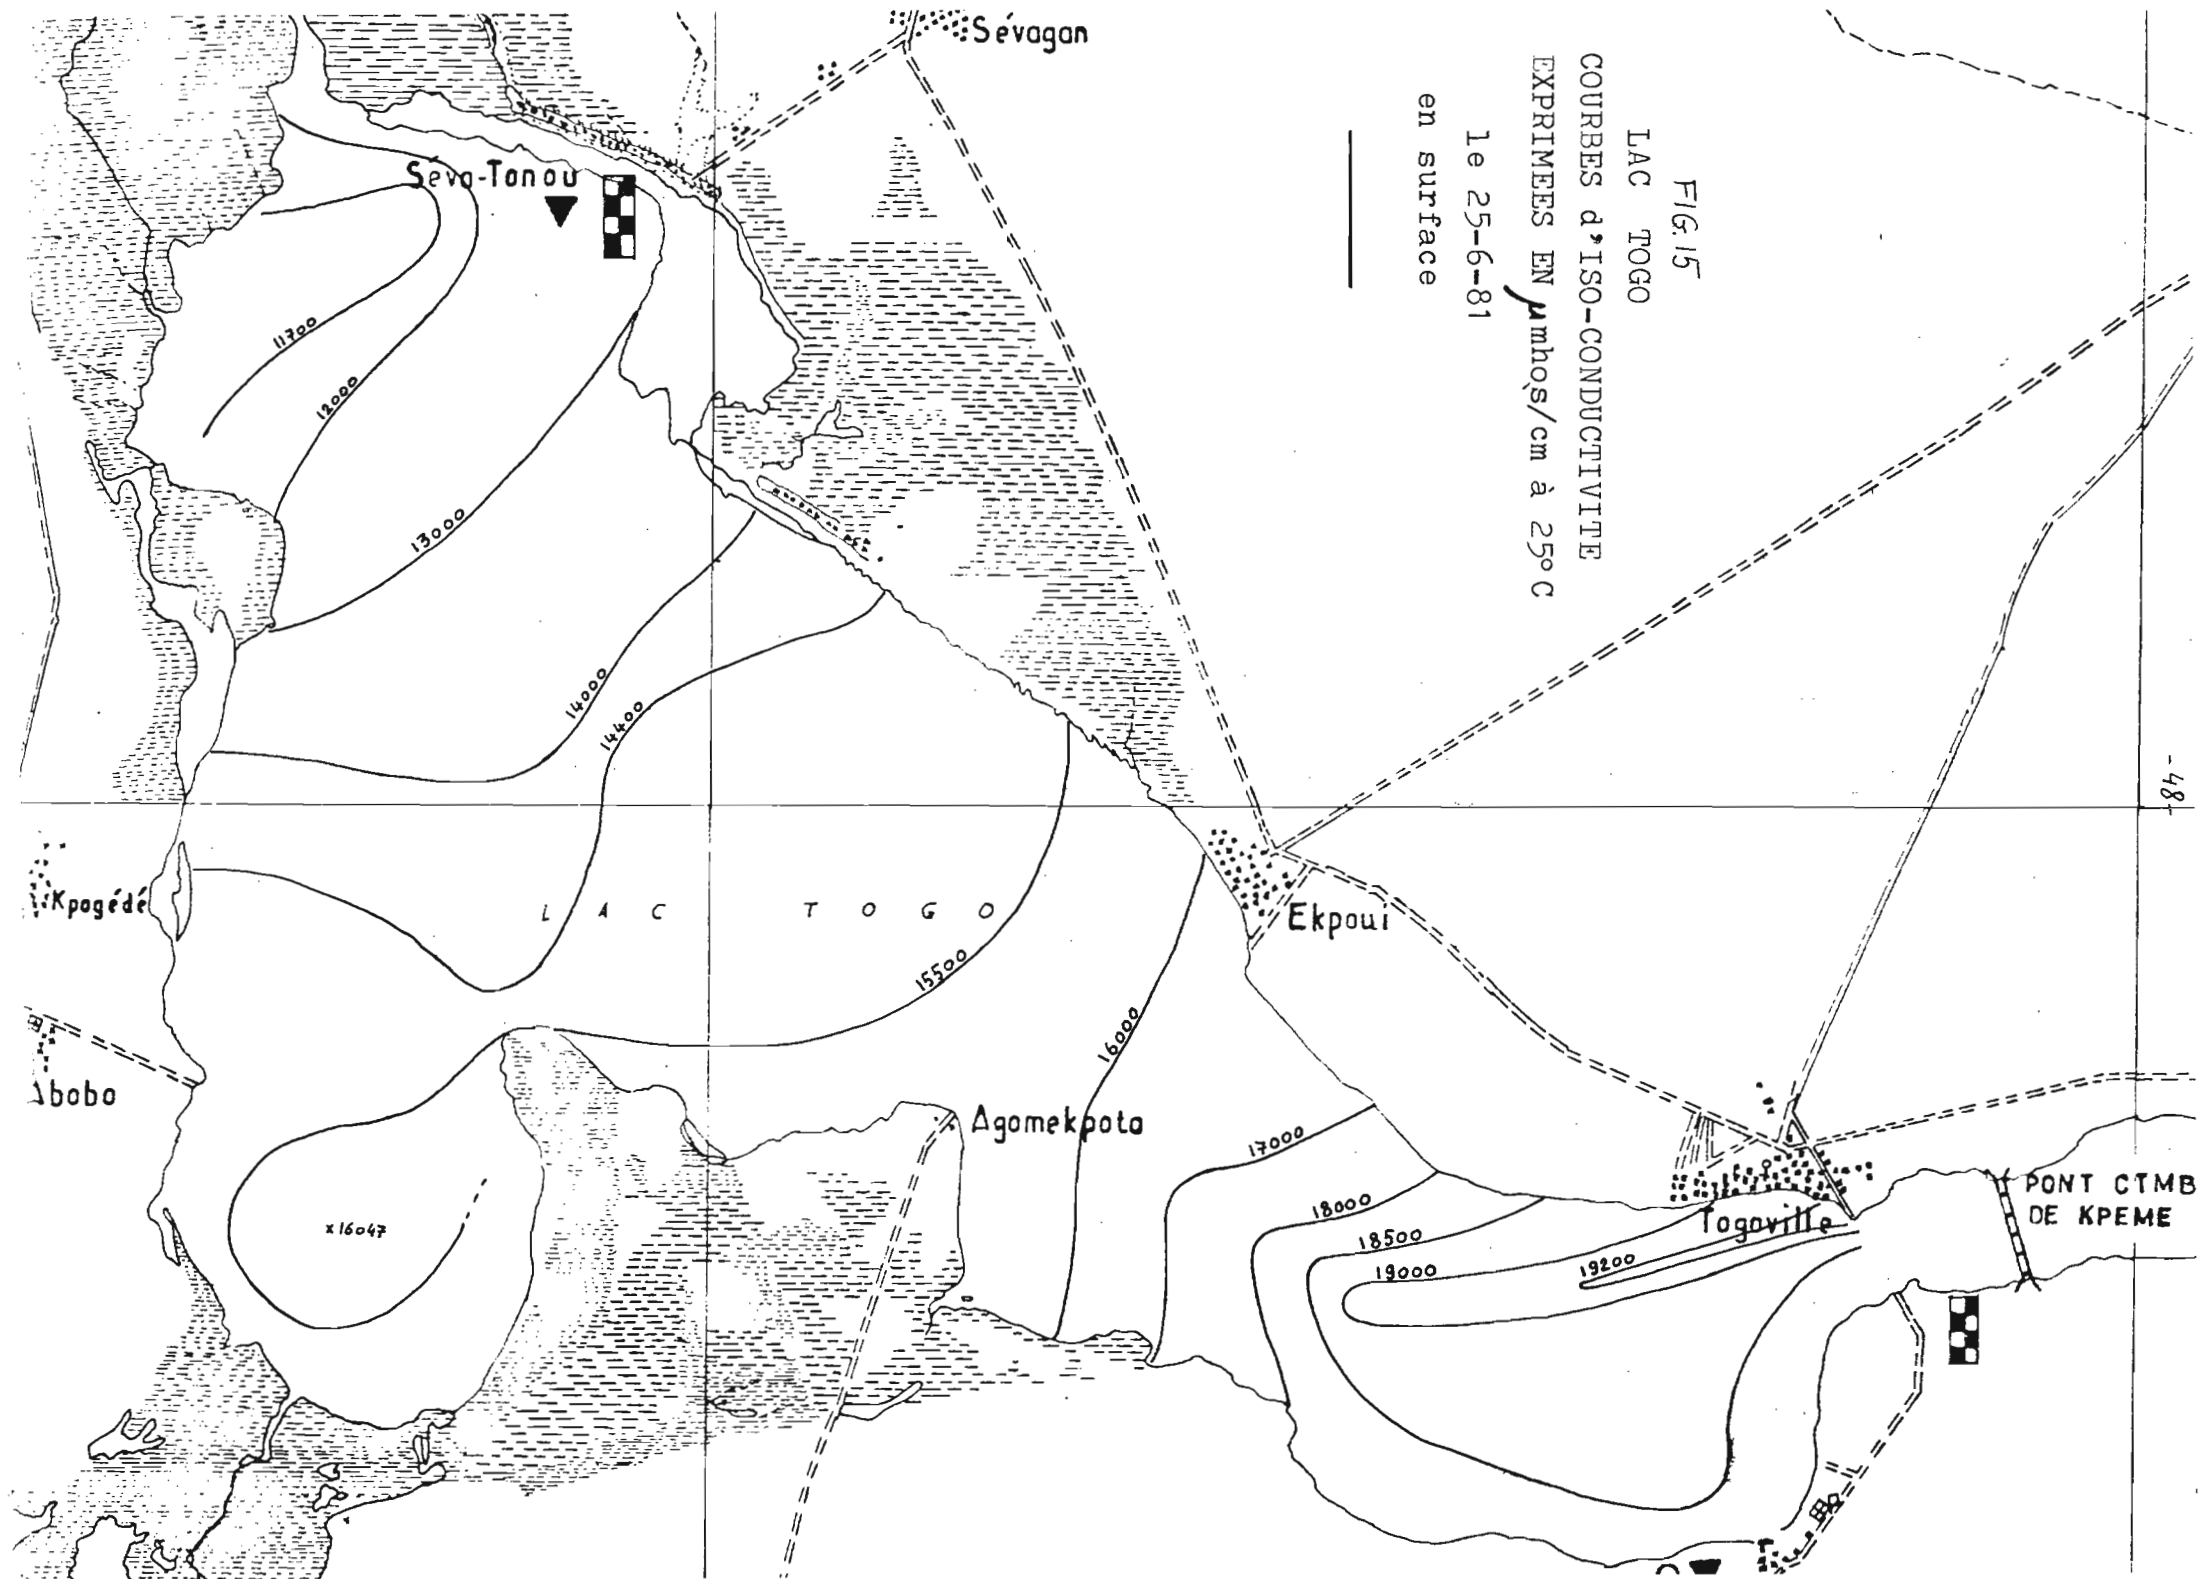 FIG.15
LAC TOGO
COURBES d'ISO-CONDUCTIVITE
EXPRIMEES EN µmhos/cm à 25°C
le 25-6-81
en surface
Sévagan
Séva-Tonou
11700
12000
13000
14000
14400
-48-
Kpogédé
LAC TOGO
Ekpoui
15500
16000
Abobo
Agomekpota
17000
x16047
18000
18500
19000
19200
Togoville
PONT CTMB
DE KPEME